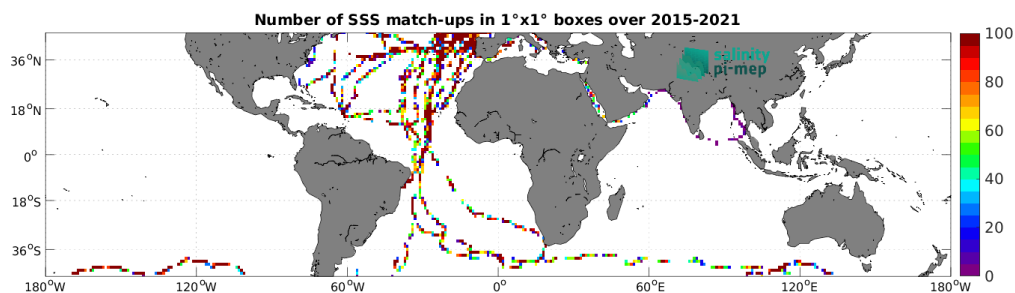 Number of SSS match-ups in 1°x1° boxes over 2015-2021
36°N
18°N
0°
18°S
36°S
180°W
120°W
60°W
0°
60°E
120°E
180°W
salinity
pi-mep
100
80
60
40
20
0